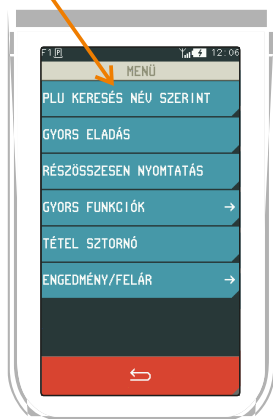 F1 P 12:06
MENÜ
PLU KERESÉS NÉV SZERINT
GYORS ELADÁS
RÉSZÖSSZESEN NYOMTATÁS
GYORS FUNKCIÓK →
TÉTEL SZTORNÓ
ENGEDMÉNY/FELÁR →